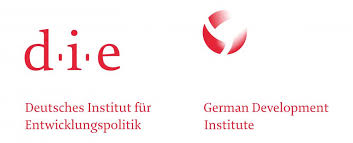 d·i·e
Deutsches Institut für
Entwicklungspolitik
German Development
Institute